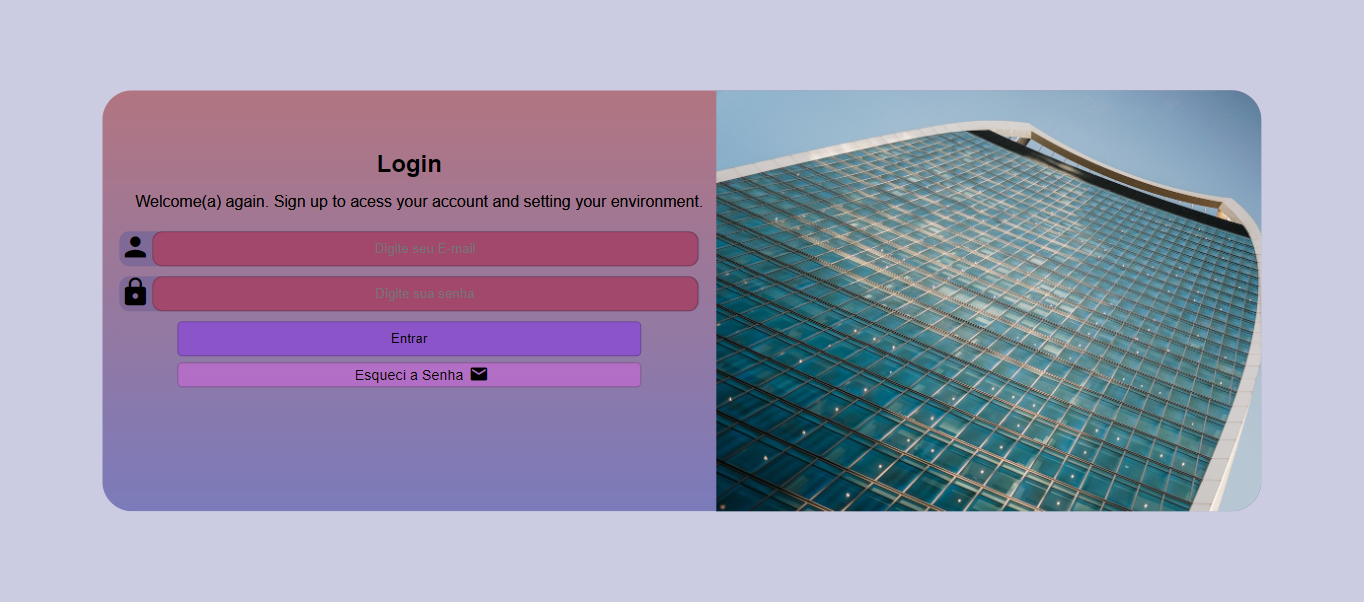 Login
Welcome(a) again. Sign up to acess your account and setting your environment.
Digite seu E-mail
Digite sua senha
Entrar
Esqueci a Senha